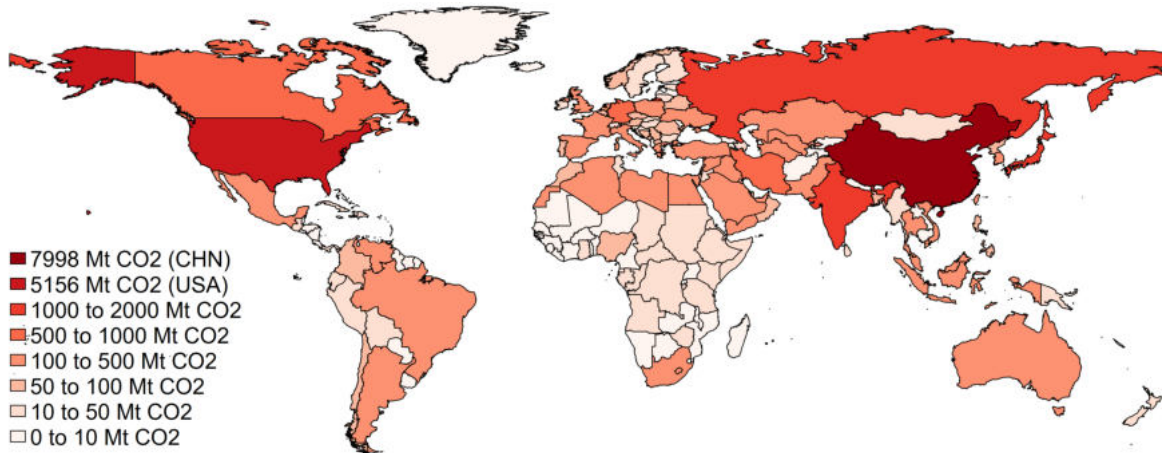 7998 Mt CO2 (CHN)
5156 Mt CO2 (USA)
1000 to 2000 Mt CO2
500 to 1000 Mt CO2
100 to 500 Mt CO2
50 to 100 Mt CO2
10 to 50 Mt CO2
0 to 10 Mt CO2